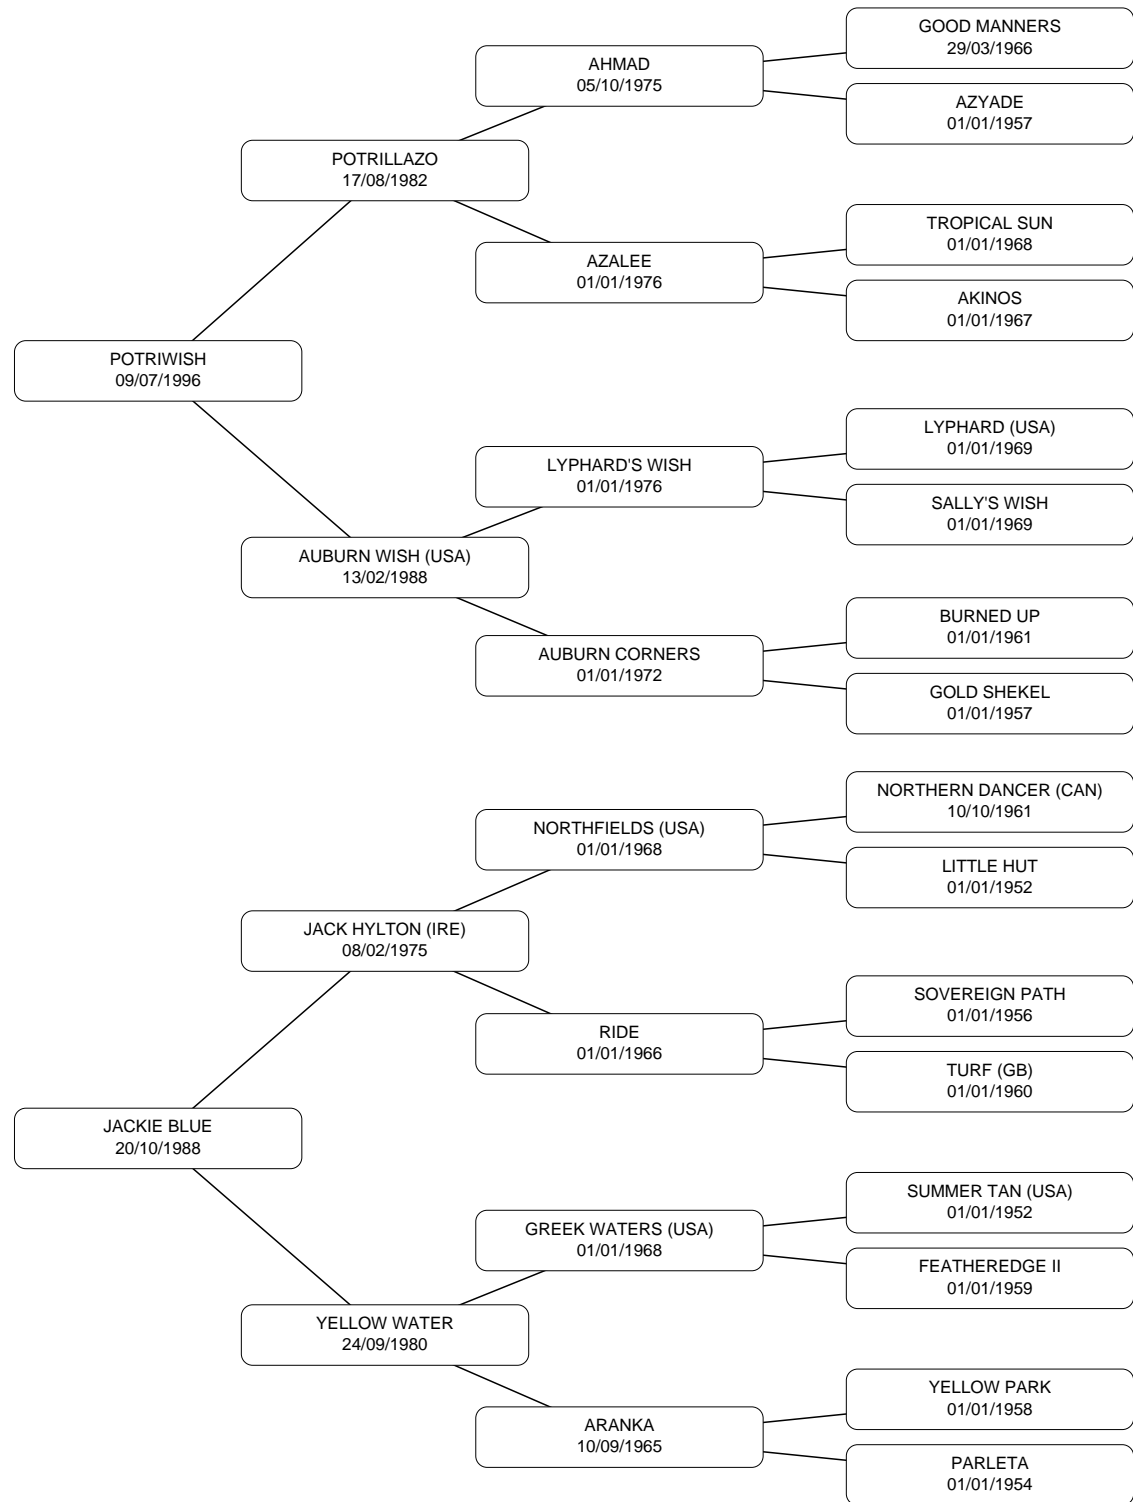 GOOD MANNERS
29/03/1966
AHMAD
05/10/1975
AZYADE
01/01/1957
POTRILLAZO
17/08/1982
TROPICAL SUN
01/01/1968
AZALEE
01/01/1976
AKINOS
01/01/1967
POTRIWISH
09/07/1996
LYPHARD (USA)
01/01/1969
LYPHARD'S WISH
01/01/1976
SALLY'S WISH
01/01/1969
AUBURN WISH (USA)
13/02/1988
BURNED UP
01/01/1961
AUBURN CORNERS
01/01/1972
GOLD SHEKEL
01/01/1957
NORTHERN DANCER (CAN)
10/10/1961
NORTHFIELDS (USA)
01/01/1968
LITTLE HUT
01/01/1952
JACK HYLTON (IRE)
08/02/1975
SOVEREIGN PATH
01/01/1956
RIDE
01/01/1966
TURF (GB)
01/01/1960
JACKIE BLUE
20/10/1988
SUMMER TAN (USA)
01/01/1952
GREEK WATERS (USA)
01/01/1968
FEATHEREDGE II
01/01/1959
YELLOW WATER
24/09/1980
YELLOW PARK
01/01/1958
ARANKA
10/09/1965
PARLETA
01/01/1954